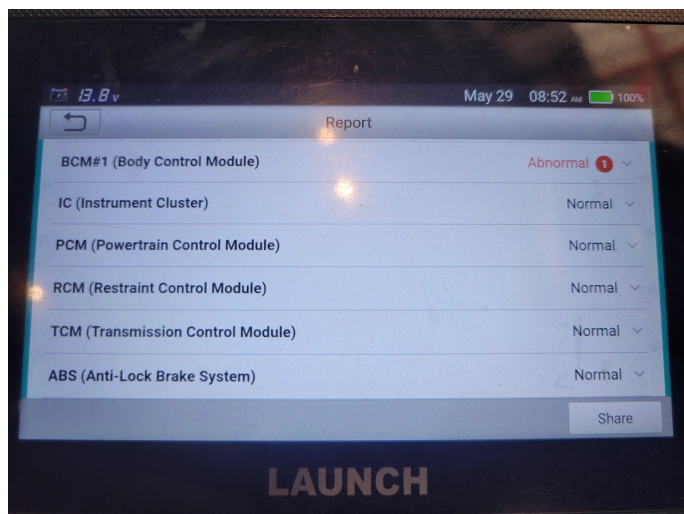 13.8 v
May 29 08:52 AM 100%
Report
BCM#1 (Body Control Module) Abnormal 1
IC (Instrument Cluster) Normal
PCM (Powertrain Control Module) Normal
RCM (Restraint Control Module) Normal
TCM (Transmission Control Module) Normal
ABS (Anti-Lock Brake System) Normal
Share
LAUNCH